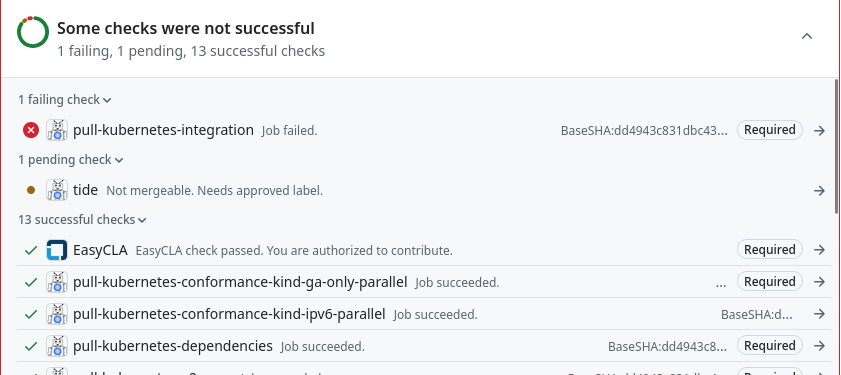 Some checks were not successful
1 failing, 1 pending, 13 successful checks
1 failing check
pull-kubernetes-integration Job failed. BaseSHA:dd4943c831dbc43... Required
1 pending check
tide Not mergeable. Needs approved label.
13 successful checks
EasyCLA EasyCLA check passed. You are authorized to contribute. Required
pull-kubernetes-conformance-kind-ga-only-parallel Job succeeded. ... Required
pull-kubernetes-conformance-kind-ipv6-parallel Job succeeded. BaseSHA:d...
pull-kubernetes-dependencies Job succeeded. BaseSHA:dd4943c8... Required